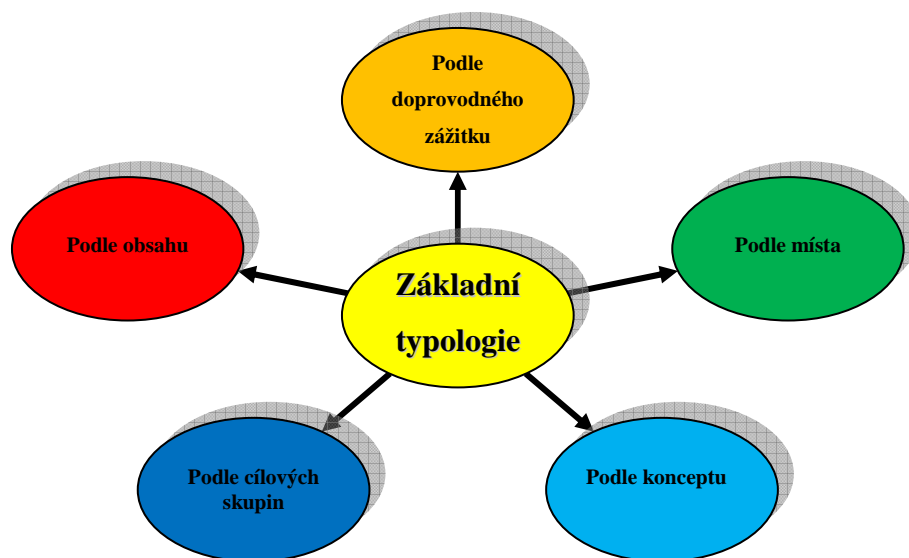 Podle
doprovodného
zážitku
Podle obsahu
Podle místa
Základní
typologie
Podle cílových
skupin
Podle konceptu